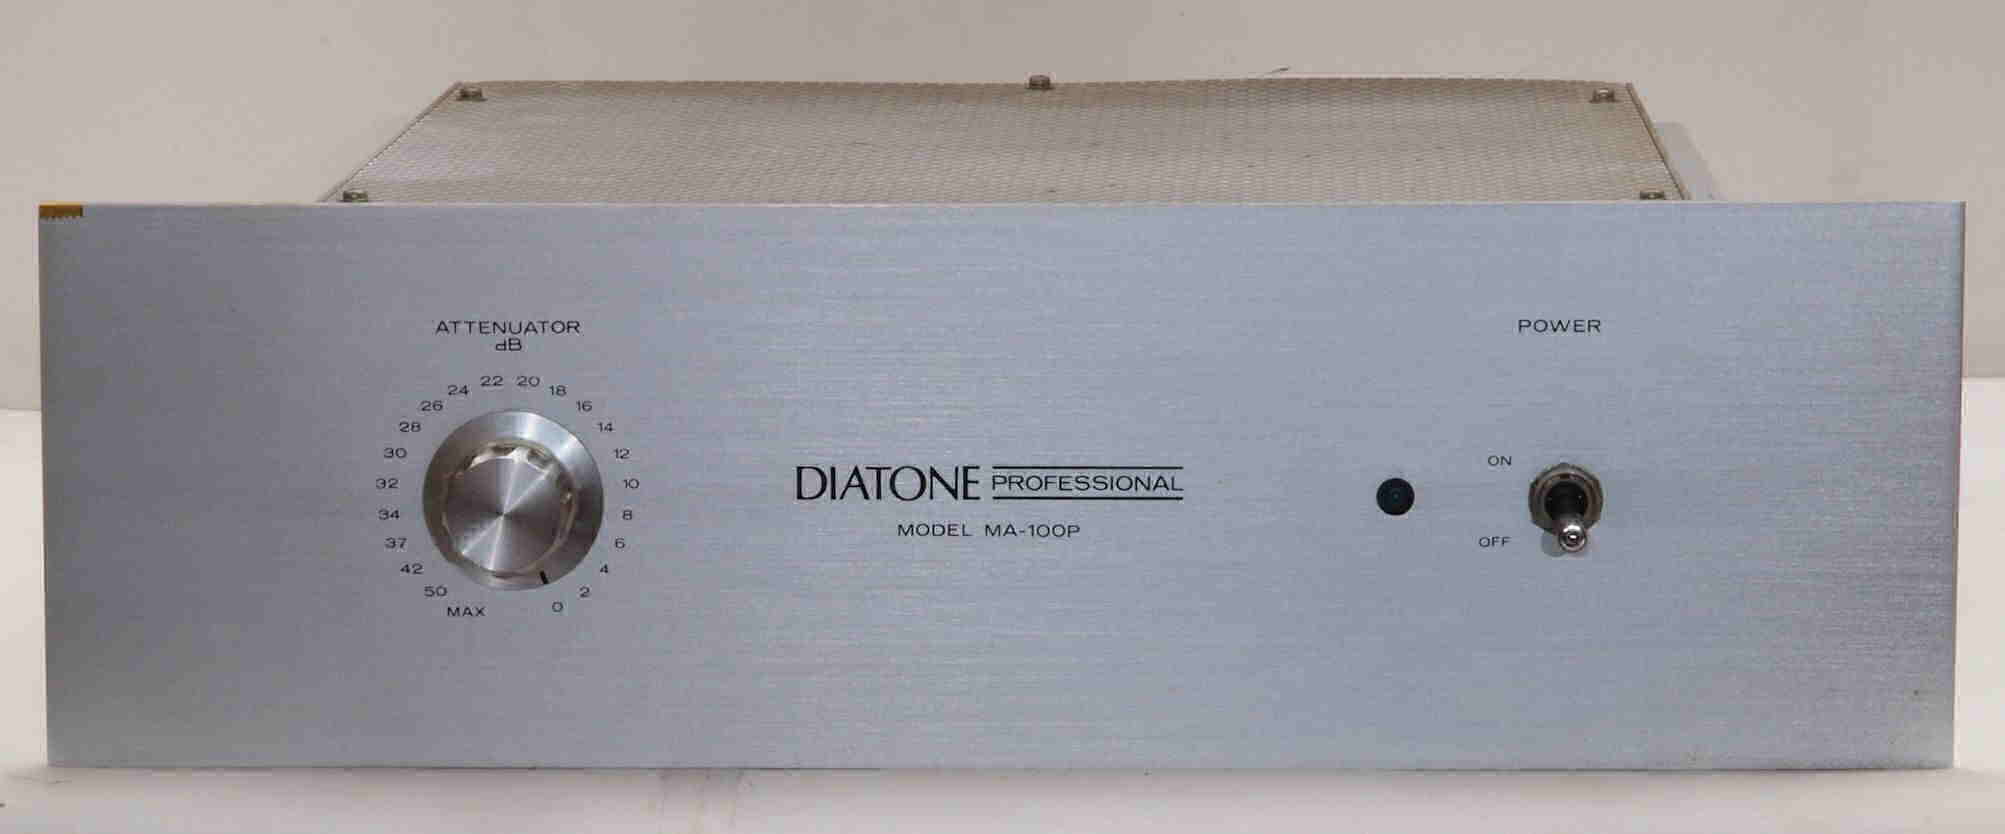 ATTENUATOR
dB
22 20
24 18
26 16
28 14
30 12
32 10
34 8
37 6
42 4
50 2
MAX 0
DIATONE PROFESSIONAL
MODEL MA-100P
POWER
ON
OFF